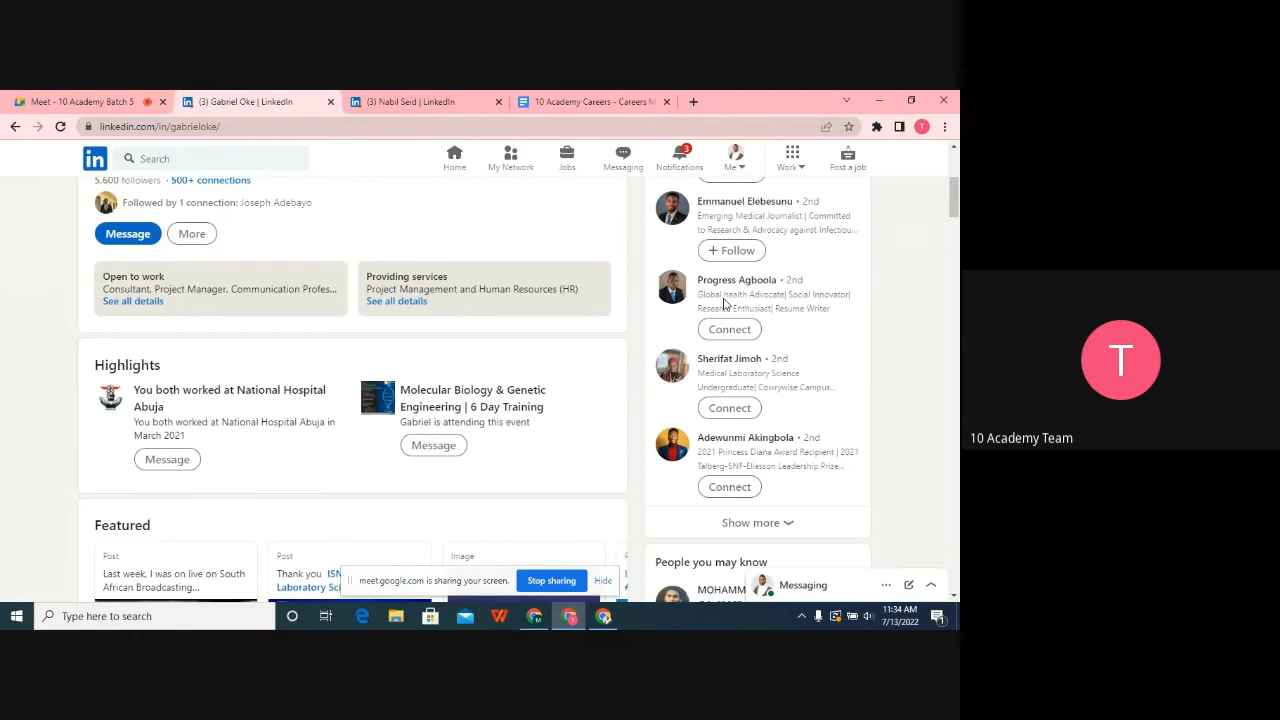 Meet - 10 Academy Batch 5
(3) Gabriel Oke | LinkedIn
(3) Nabil Seid | LinkedIn
10 Academy Careers - Careers M
linkedin.com/in/gabrieloke/
T
in
Search
Home
My Network
Jobs
Messaging
3
Notifications
Me
Work
Post a job
5,600 followers · 500+ connections
Followed by 1 connection: Joseph Adebayo
Message
More
Open to work
Consultant, Project Manager, Communication Profes...
See all details
Providing services
Project Management and Human Resources (HR)
See all details
Highlights
You both worked at National Hospital
Abuja
You both worked at National Hospital Abuja in
March 2021
Message
Molecular Biology & Genetic
Engineering | 6 Day Training
Gabriel is attending this event
Message
Featured
Post
Last week, I was on live on South
African Broadcasting...
Post
Thank you ISN
Laboratory Sci
Image
Emmanuel Elebesunu • 2nd
Emerging Medical Journalist | Committed
to Research & Advocacy against Infectiou...
+ Follow
Progress Agboola • 2nd
Global health Advocate| Social Innovator|
Research Enthusiast| Resume Writer
Connect
Sherifat Jimoh • 2nd
Medical Laboratory Science
Undergraduate| Cowrywise Campus...
Connect
Adewunmi Akingbola • 2nd
2021 Princess Diana Award Recipient | 2021
Talberg-SNF-Eliasson Leadership Prize...
Connect
Show more
People you may know
MOHAMM
Messaging
meet.google.com is sharing your screen.
Stop sharing
Hide
Type here to search
11:34 AM
7/13/2022
1
T
10 Academy Team